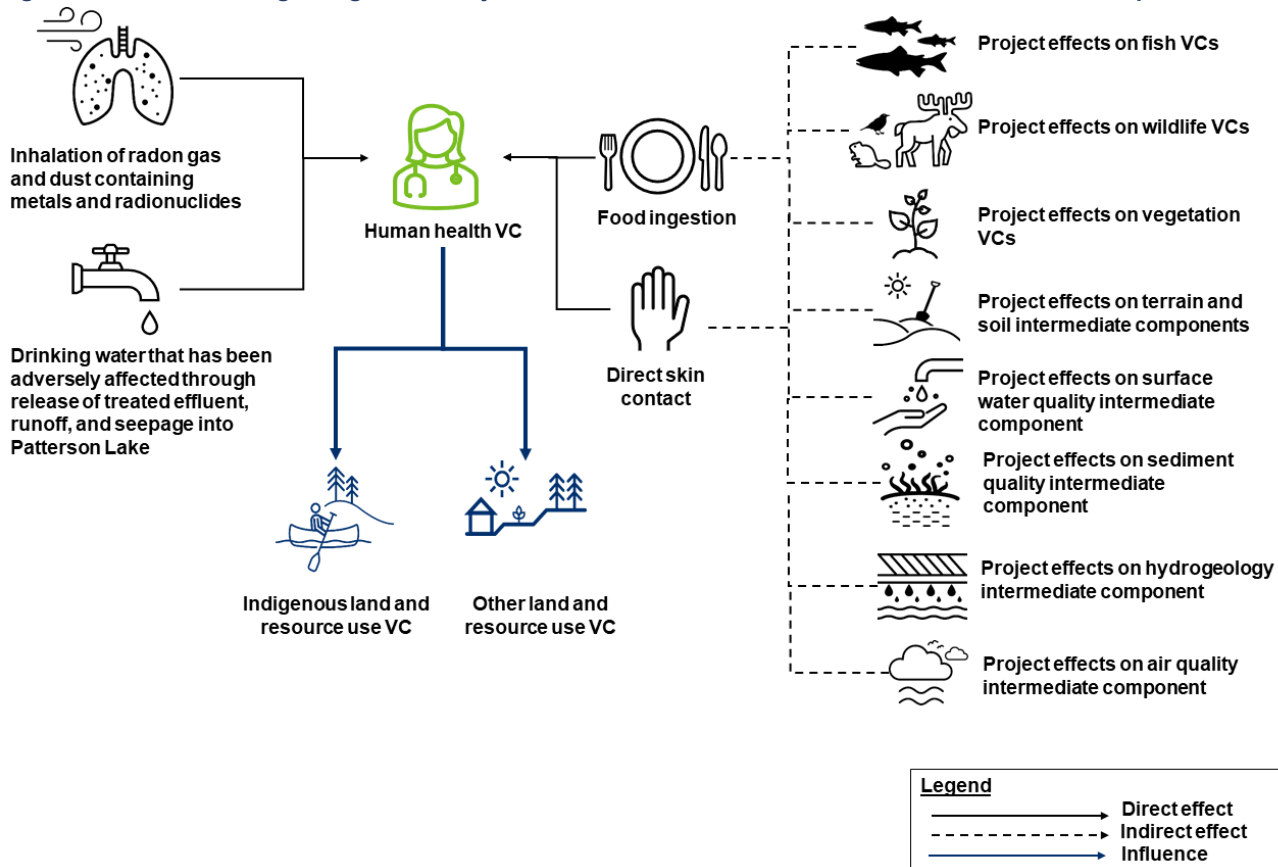 Inhalation of radon gas
and dust containing
metals and radionuclides
Drinking water that has been
adversely affected through
release of treated effluent,
runoff, and seepage into
Patterson Lake
Human health VC
Indigenous land and
resource use VC
Other land and
resource use VC
Food ingestion
Direct skin
contact
Project effects on fish VCs
Project effects on wildlife VCs
Project effects on vegetation
VCs
Project effects on terrain and
soil intermediate components
Project effects on surface
water quality intermediate
component
Project effects on sediment
quality intermediate
component
Project effects on hydrogeology
intermediate component
Project effects on air quality
intermediate component
Legend
Direct effect
Indirect effect
Influence